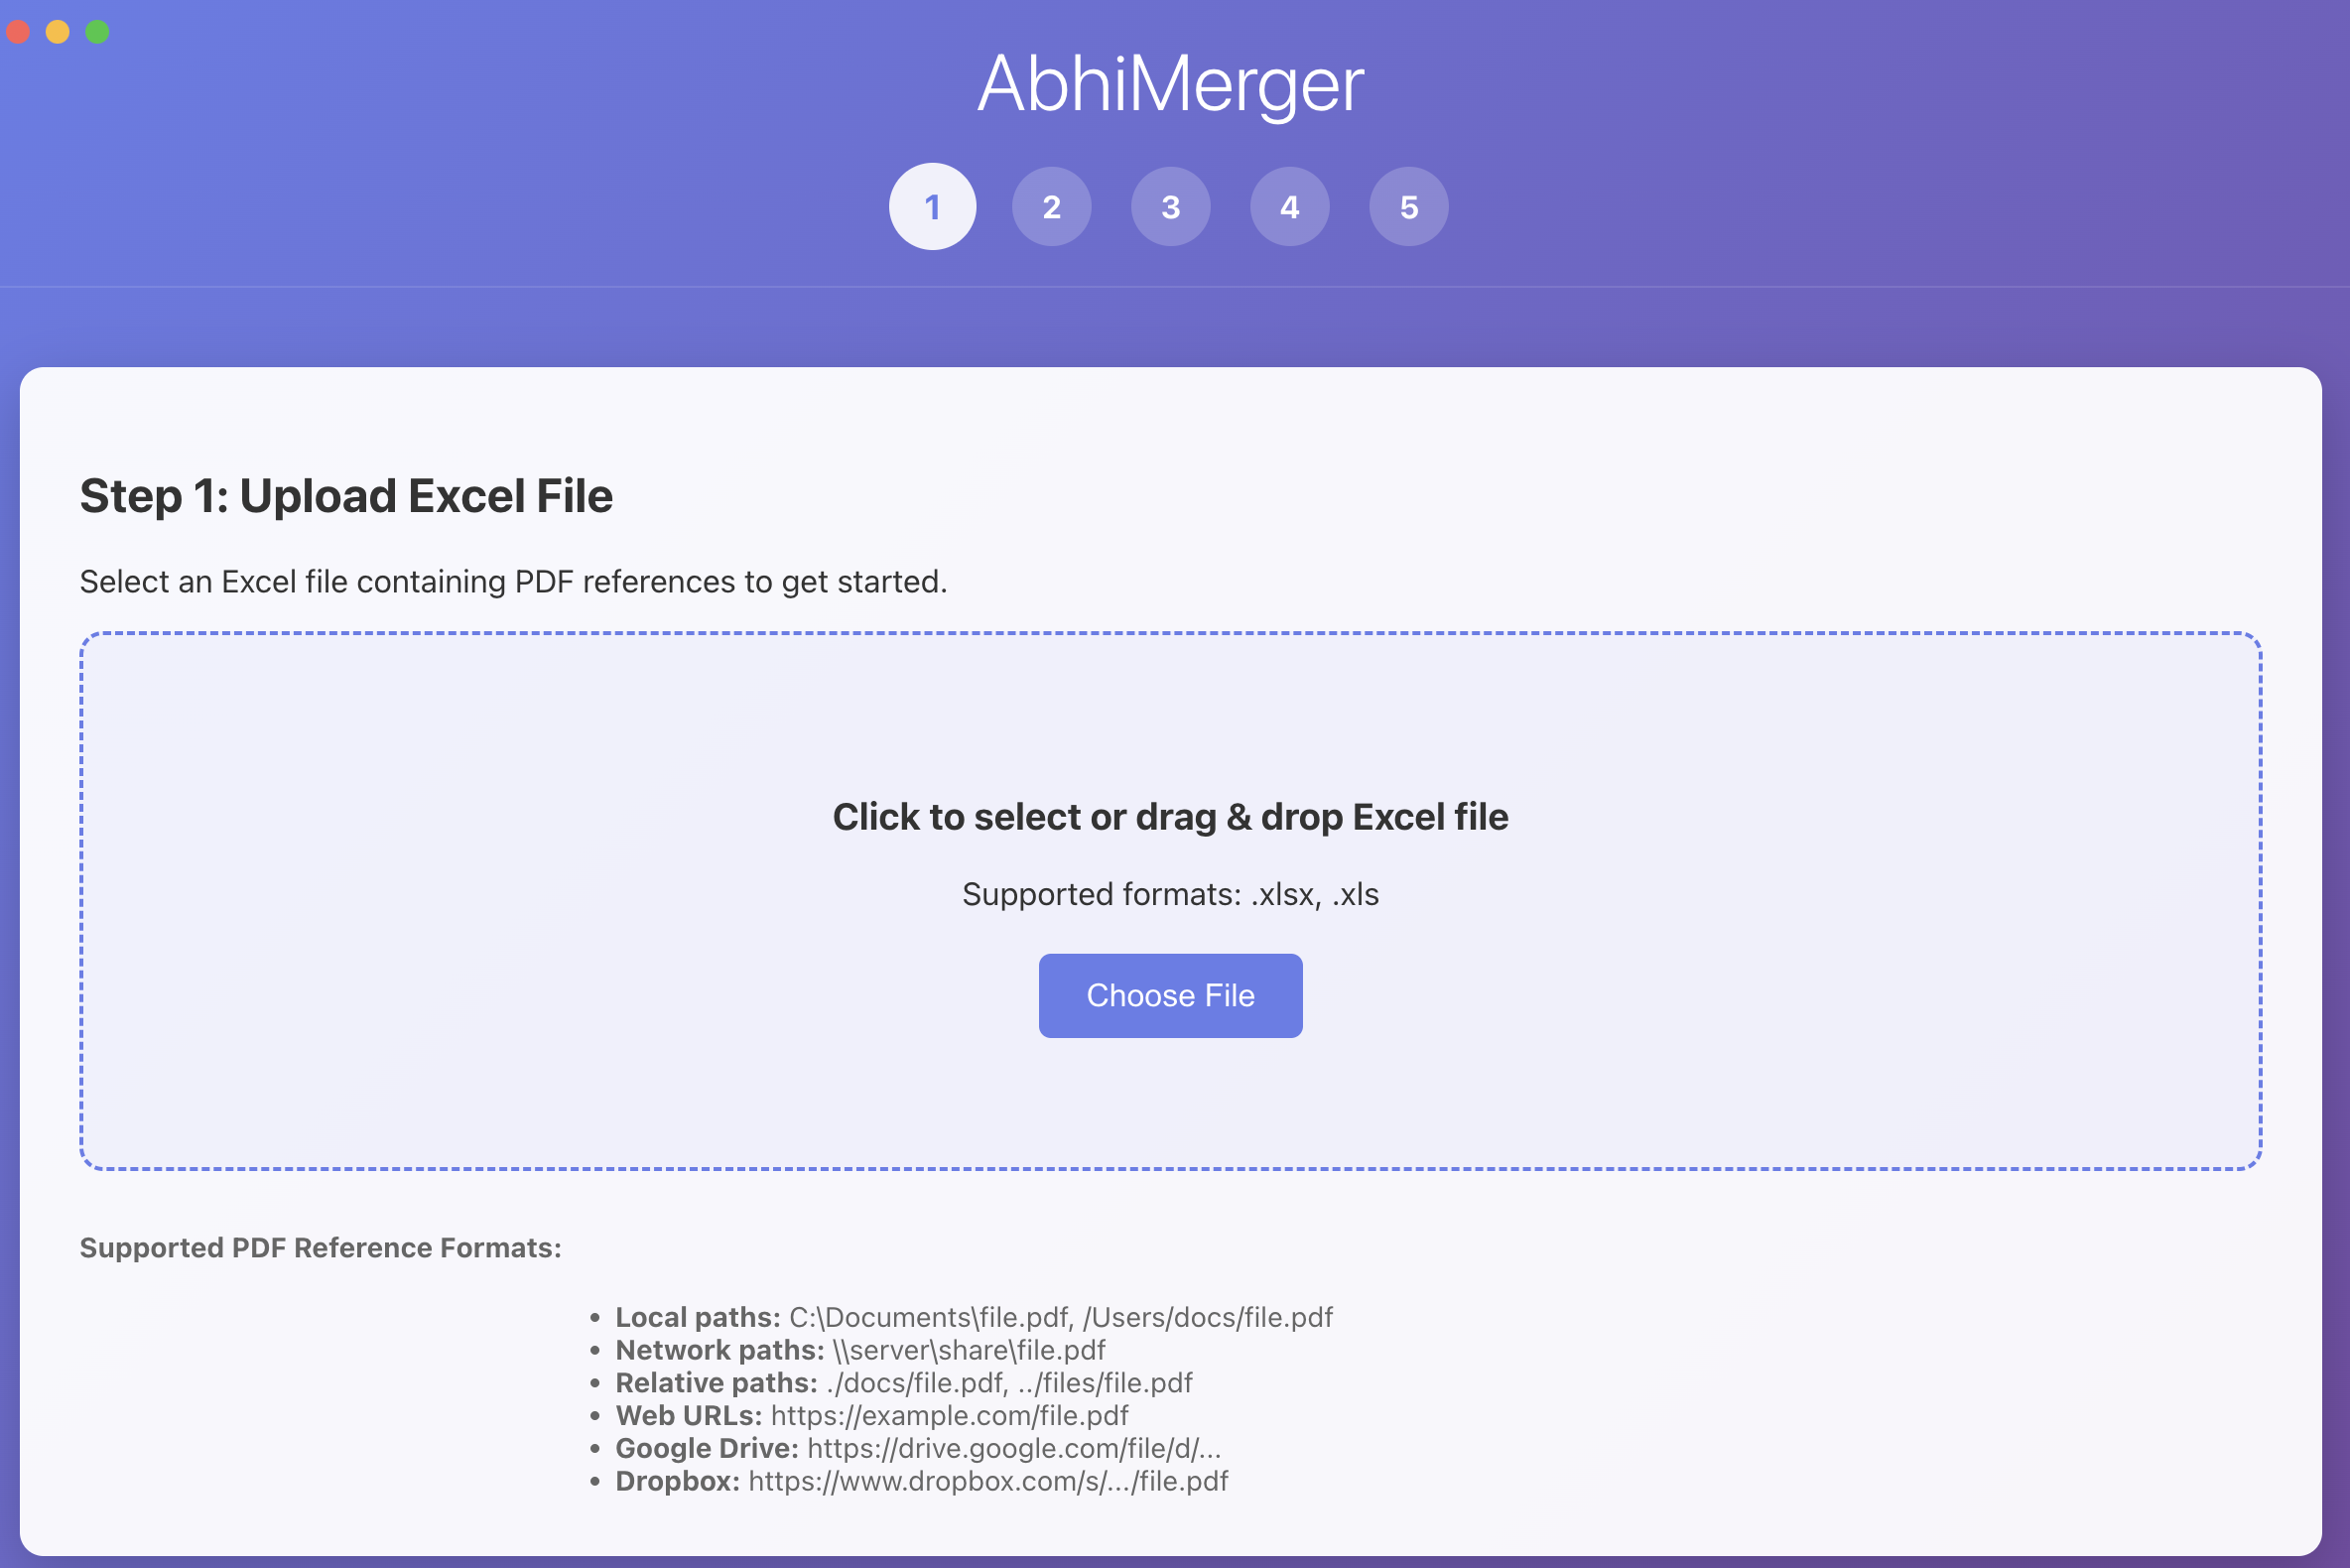 AbhiMerger
1 2 3 4 5
Step 1: Upload Excel File
Select an Excel file containing PDF references to get started.
Click to select or drag & drop Excel file
Supported formats: .xlsx, .xls
Choose File
Supported PDF Reference Formats:
• Local paths: C:\Documents\file.pdf, /Users/docs/file.pdf
• Network paths: \\server\share\file.pdf
• Relative paths: ./docs/file.pdf, ../files/file.pdf
• Web URLs: https://example.com/file.pdf
• Google Drive: https://drive.google.com/file/d/...
• Dropbox: https://www.dropbox.com/s/.../file.pdf